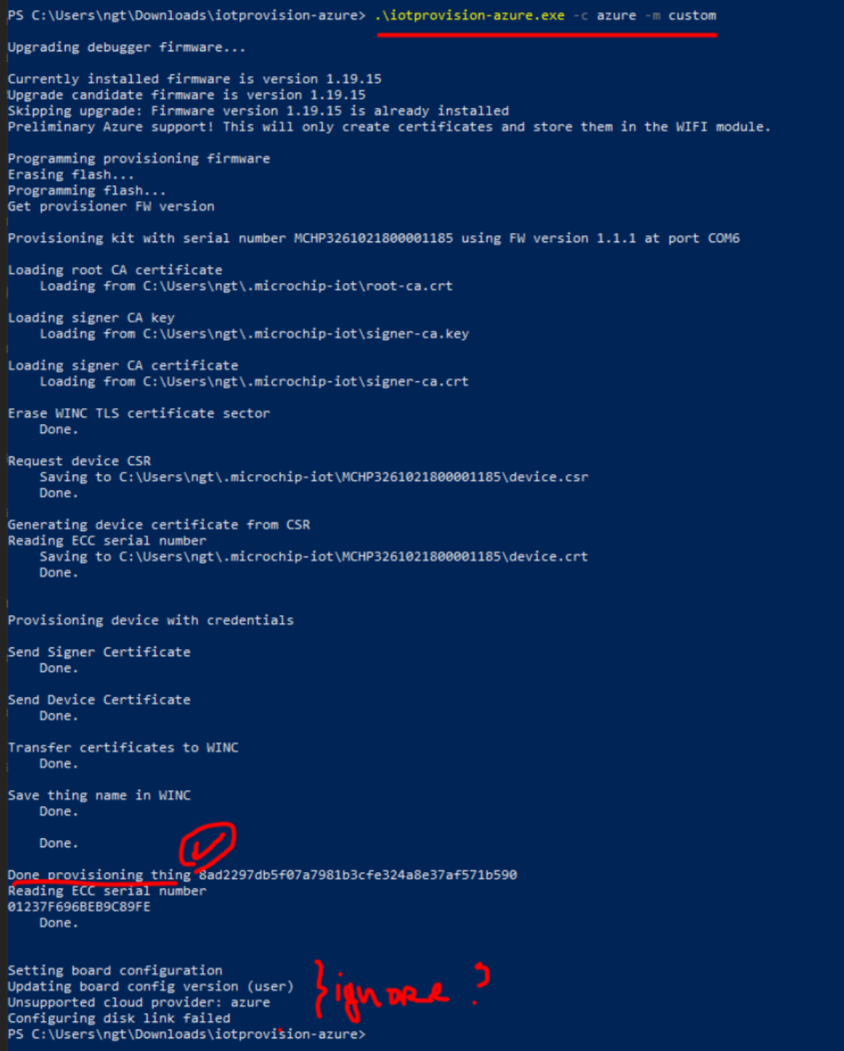 PS C:\Users\ngt\Downloads\iotprovision-azure> .\iotprovision-azure.exe -c azure -m custom
Upgrading debugger firmware...
Currently installed firmware is version 1.19.15
Upgrade candidate firmware is version 1.19.15
Skipping upgrade: Firmware version 1.19.15 is already installed
Preliminary Azure support! This will only create certificates and store them in the WIFI module.
Programming provisioning firmware
Erasing flash...
Programming flash...
Get provisioner FW version
Provisioning kit with serial number MCHP3261021800001185 using FW version 1.1.1 at port COM6
Loading root CA certificate
Loading from C:\Users\ngt\.microchip-iot\root-ca.crt
Loading signer CA key
Loading from C:\Users\ngt\.microchip-iot\signer-ca.key
Loading signer CA certificate
Loading from C:\Users\ngt\.microchip-iot\signer-ca.crt
Erase WINC TLS certificate sector
Done.
Request device CSR
Saving to C:\Users\ngt\.microchip-iot\MCHP3261021800001185\device.csr
Done.
Generating device certificate from CSR
Reading ECC serial number
Saving to C:\Users\ngt\.microchip-iot\MCHP3261021800001185\device.crt
Done.
Provisioning device with credentials
Send Signer Certificate
Done.
Send Device Certificate
Done.
Transfer certificates to WINC
Done.
Save thing name in WINC
Done.
Done.
Done provisioning thing 8ad2297db5f07a7981b3cfe324a8e37af571b590
Reading ECC serial number
01237F696BEB9C89FE
Done.
Setting board configuration
Updating board config version (user)
Unsupported cloud provider: azure
Configuring disk link failed
ignore ?
PS C:\Users\ngt\Downloads\iotprovision-azure>